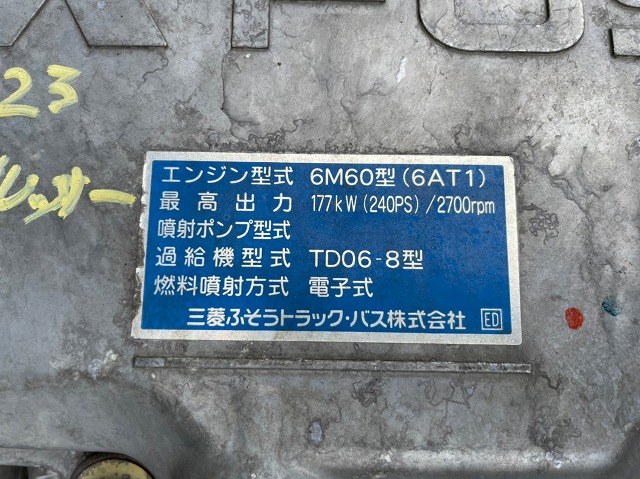 23
エンジン型式 6M60型(6AT1)
最高出力 177kW(240PS)/2700rpm
噴射ポンプ型式
過給機型式 TD06-8型
燃料噴射方式 電子式
三菱ふそうトラック・バス株式会社 ED